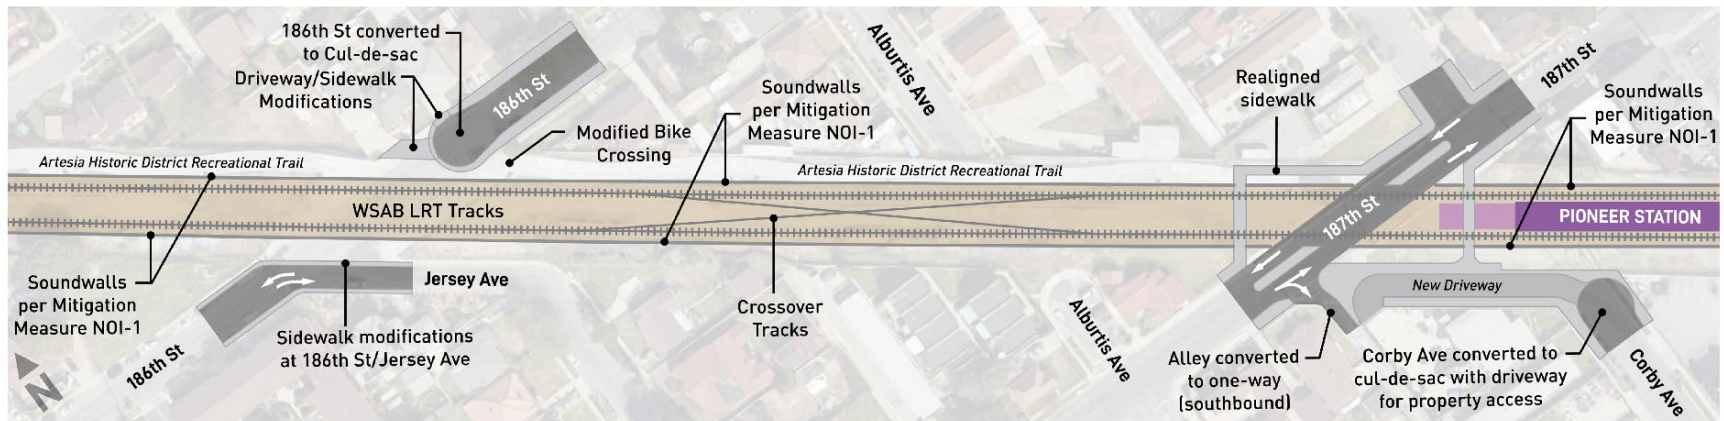 186th St converted
to Cul-de-sac
Driveway/Sidewalk
Modifications
186th St
Alburtis Ave
Soundwalls
per Mitigation
Measure NOI-1
Modified Bike
Crossing
Realigned
sidewalk
187th St
Soundwalls
per Mitigation
Measure NOI-1
Artesia Historic District Recreational Trail
Artesia Historic District Recreational Trail
WSAB LRT Tracks
187th St
PIONEER STATION
Soundwalls
per Mitigation
Measure NOI-1
Jersey Ave
New Driveway
Crossover
Tracks
Sidewalk modifications
at 186th St/Jersey Ave
186th St
Alburtis Ave
Alley converted
to one-way
(southbound)
Corby Ave converted to
cul-de-sac with driveway
for property access
Corby Ave
N